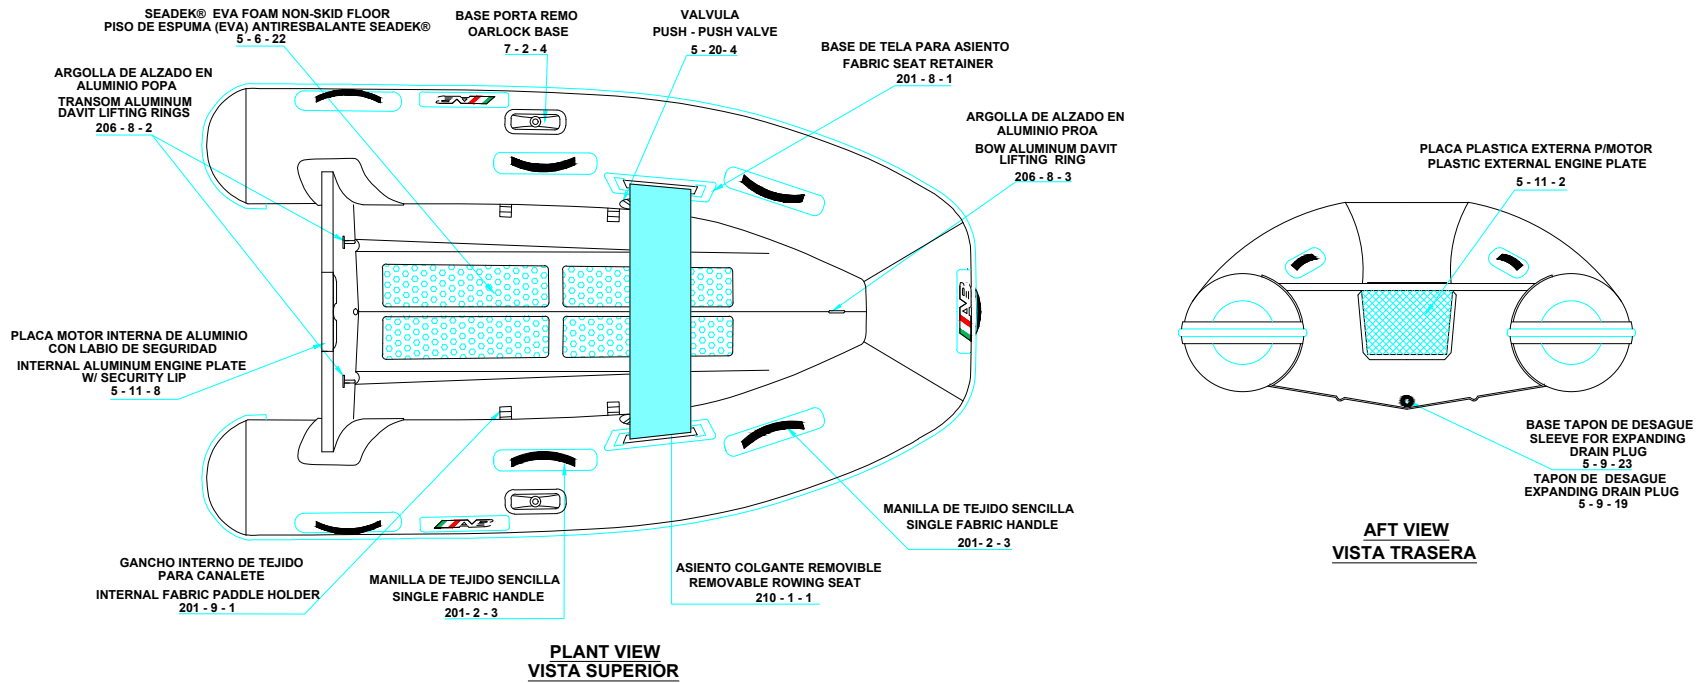 SEADEK® EVA FOAM NON-SKID FLOOR
PISO DE ESPUMA (EVA) ANTIRESBALANTE SEADEK®
5 - 6 - 22
BASE PORTA REMO
OARLOCK BASE
7 - 2 - 4
VALVULA
PUSH - PUSH VALVE
5 - 20- 4
BASE DE TELA PARA ASIENTO
FABRIC SEAT RETAINER
201 - 8 - 1
ARGOLLA DE ALZADO EN
ALUMINIO POPA
TRANSOM ALUMINUM
DAVIT LIFTING RINGS
206 - 8 - 2
ARGOLLA DE ALZADO EN
ALUMINIO PROA
BOW ALUMINUM DAVIT
LIFTING RING
206 - 8 - 3
PLACA PLASTICA EXTERNA P/MOTOR
PLASTIC EXTERNAL ENGINE PLATE
5 - 11 - 2
PLACA MOTOR INTERNA DE ALUMINIO
CON LABIO DE SEGURIDAD
INTERNAL ALUMINUM ENGINE PLATE
W/ SECURITY LIP
5 - 11 - 8
BASE TAPON DE DESAGUE
SLEEVE FOR EXPANDING
DRAIN PLUG
5 - 9 - 23
TAPON DE DESAGUE
EXPANDING DRAIN PLUG
5 - 9 - 19
MANILLA DE TEJIDO SENCILLA
SINGLE FABRIC HANDLE
201- 2 - 3
GANCHO INTERNO DE TEJIDO
PARA CANALETE
INTERNAL FABRIC PADDLE HOLDER
201 - 9 - 1
MANILLA DE TEJIDO SENCILLA
SINGLE FABRIC HANDLE
201- 2 - 3
ASIENTO COLGANTE REMOVIBLE
REMOVABLE ROWING SEAT
210 - 1 - 1
AFT VIEW
VISTA TRASERA
PLANT VIEW
VISTA SUPERIOR